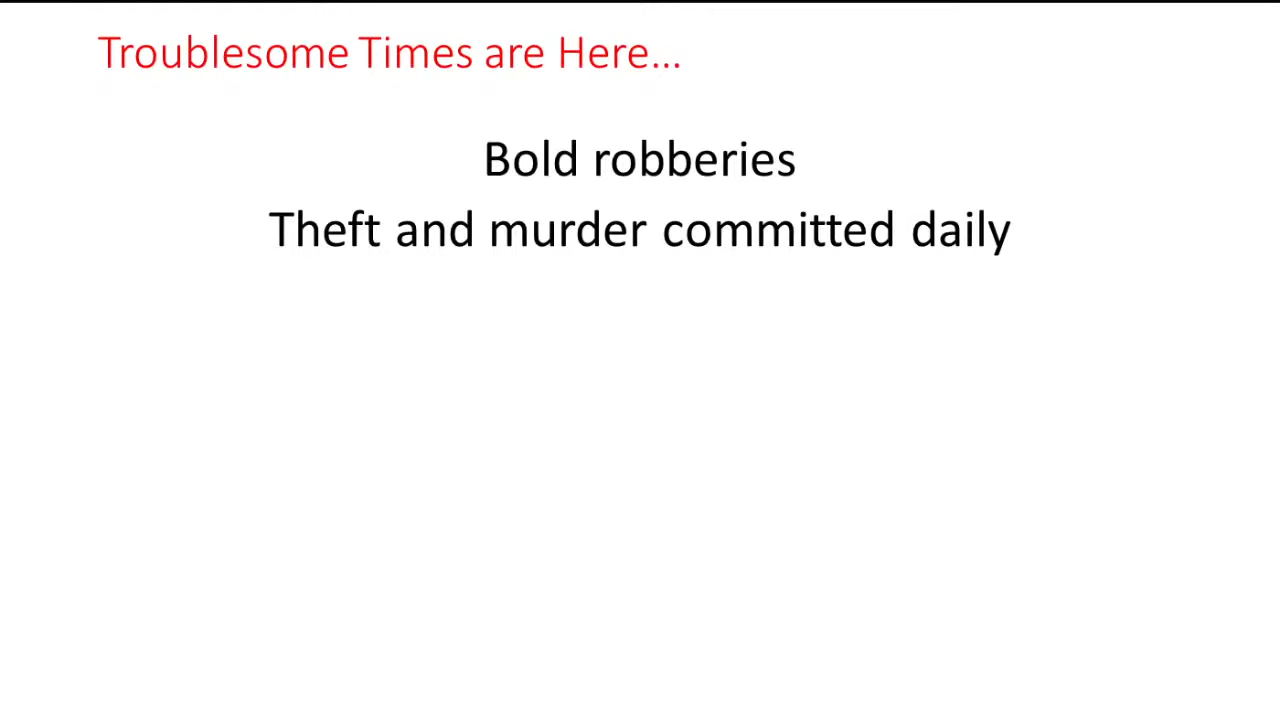 Troublesome Times are Here...
Bold robberies
Theft and murder committed daily